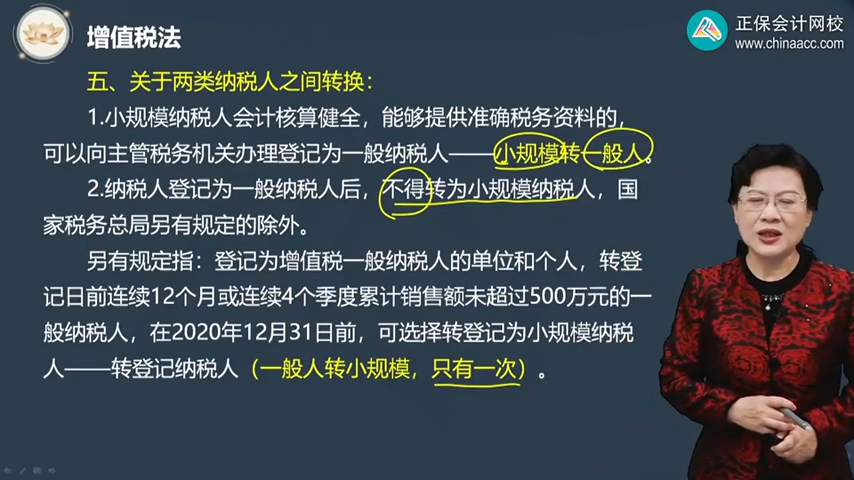 增值税法
正保会计网校
www.chinaacc.com
五、关于两类纳税人之间转换：
1.小规模纳税人会计核算健全，能够提供准确税务资料的，
可以向主管税务机关办理登记为一般纳税人——小规模转一般人。
2.纳税人登记为一般纳税人后，不得转为小规模纳税人，国
家税务总局另有规定的除外。
另有规定指：登记为增值税一般纳税人的单位和个人，转登
记日前连续12个月或连续4个季度累计销售额未超过500万元的一
般纳税人，在2020年12月31日前，可选择转登记为小规模纳税
人——转登记纳税人（一般人转小规模，只有一次）。